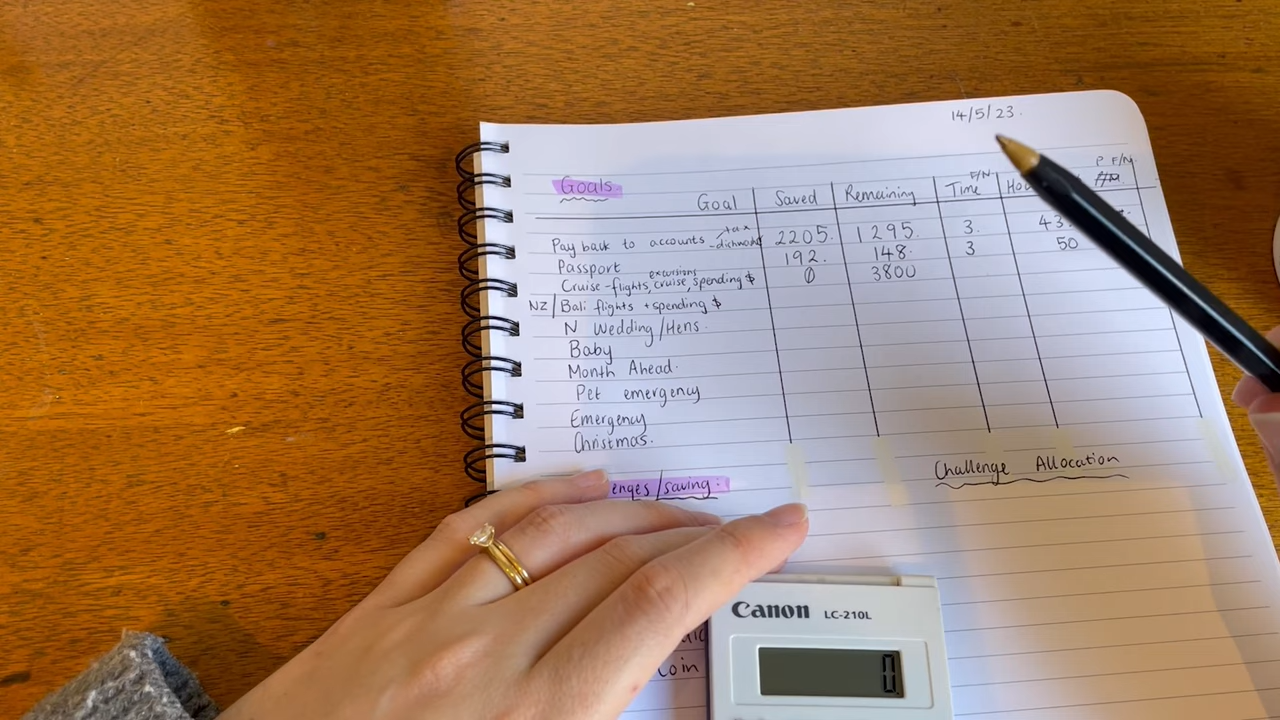 14/5/23.
Goals
Goal Saved Remaining Time F/N P F/N
Pay back to accounts tax 2205. 1295. 3. 43
Passport 192. 148. 3 50
Cruise - flights, cruise, excursions spending $ 0 3800
NZ/Bali flights + spending $
N Wedding/Hens.
Baby
Month Ahead.
Pet emergency
Emergency
Christmas.
enges/saving:
Challenge Allocation
Canon LC-210L
0
Coin